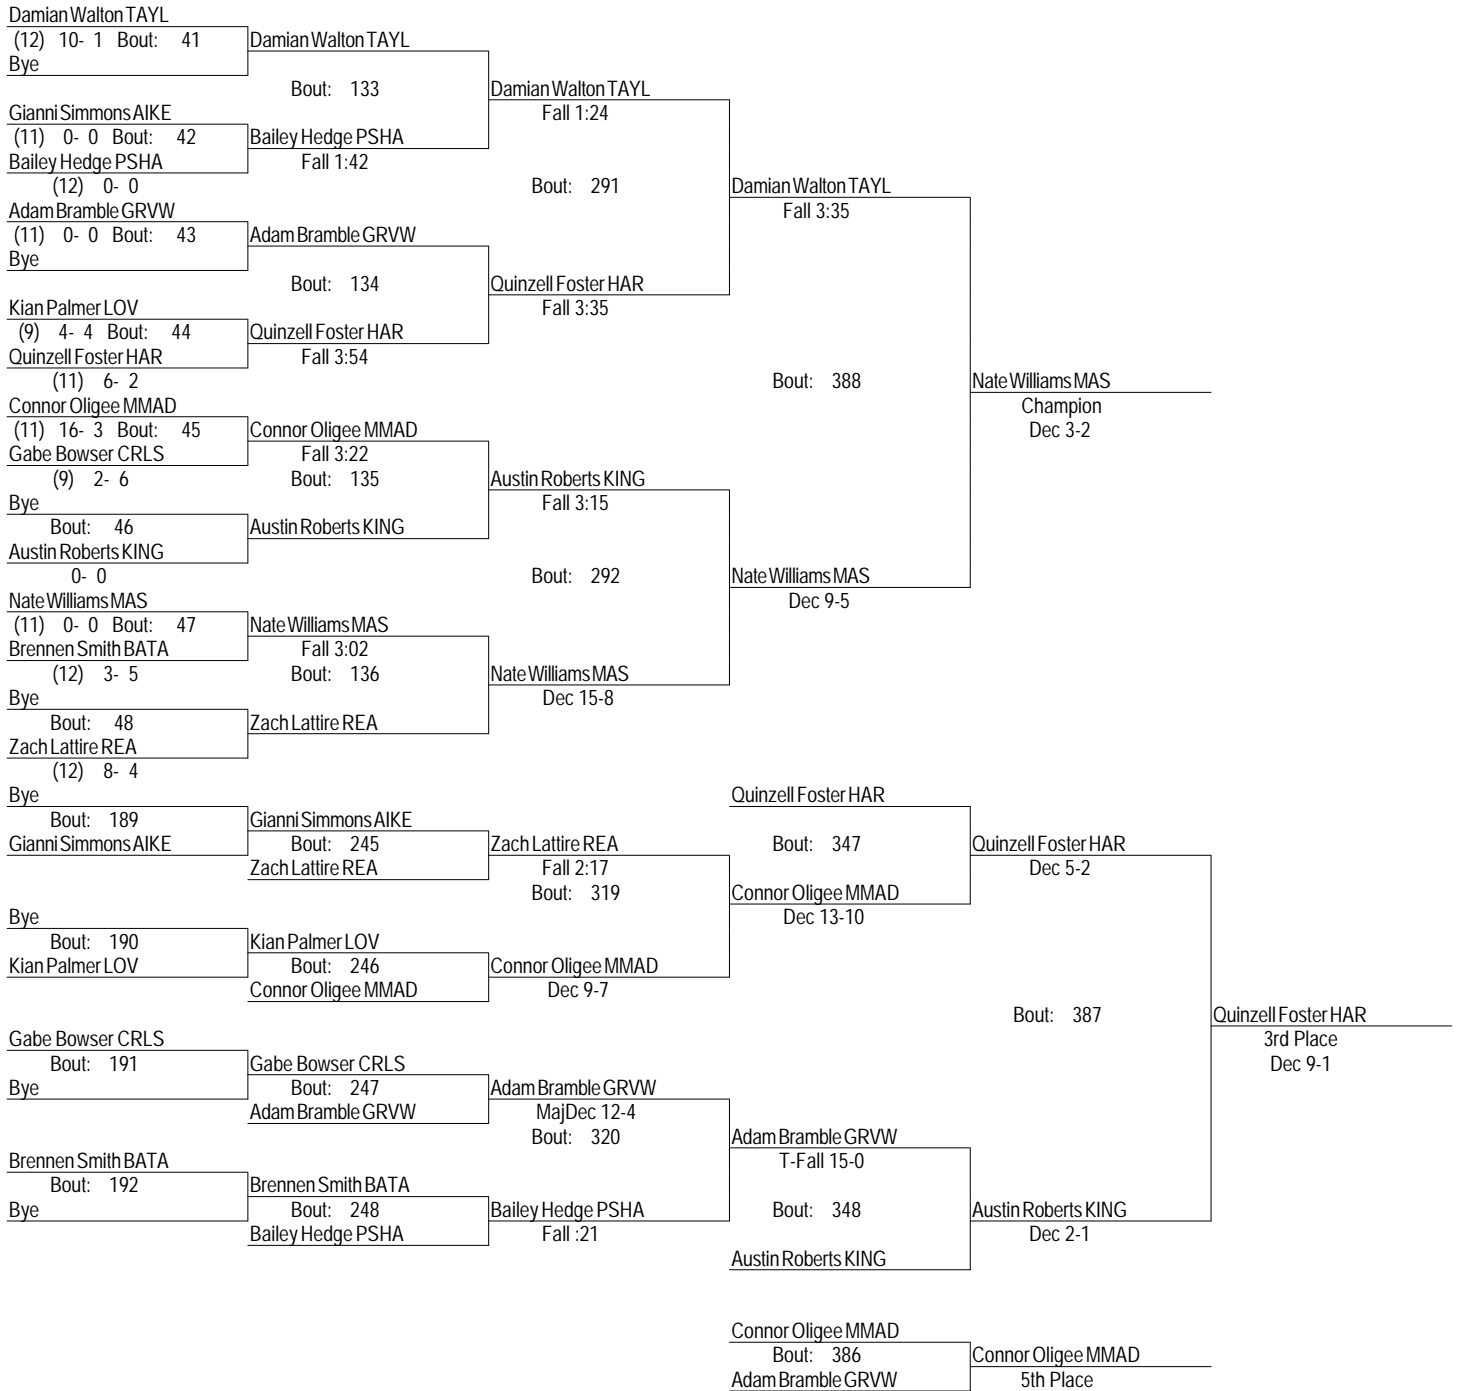 Damian Walton TAYL
(12) 10- 1 Bout: 41
Damian Walton TAYL
Bye
Bout: 133
Damian Walton TAYL
Gianni Simmons AIKE
Fall 1:24
(11) 0- 0 Bout: 42
Bailey Hedge PSHA
Bailey Hedge PSHA
Fall 1:42
(12) 0- 0
Bout: 291
Damian Walton TAYL
Adam Bramble GRVW
Fall 3:35
(11) 0- 0 Bout: 43
Adam Bramble GRVW
Bye
Bout: 134
Quinzell Foster HAR
Kian Palmer LOV
Fall 3:35
(9) 4- 4 Bout: 44
Quinzell Foster HAR
Quinzell Foster HAR
Fall 3:54
(11) 6- 2
Bout: 388
Nate Williams MAS
Connor Oligee MMAD
Champion
(11) 16- 3 Bout: 45
Connor Oligee MMAD
Dec 3-2
Gabe Bowser CRLS
Fall 3:22
(9) 2- 6
Bout: 135
Austin Roberts KING
Bye
Fall 3:15
Bout: 46
Austin Roberts KING
Austin Roberts KING
0- 0
Bout: 292
Nate Williams MAS
Nate Williams MAS
Dec 9-5
(11) 0- 0 Bout: 47
Nate Williams MAS
Brennen Smith BATA
Fall 3:02
(12) 3- 5
Bout: 136
Nate Williams MAS
Bye
Dec 15-8
Bout: 48
Zach Lattire REA
Zach Lattire REA
(12) 8- 4
Bye
Quinzell Foster HAR
Bout: 189
Gianni Simmons AIKE
Gianni Simmons AIKE
Bout: 245
Zach Lattire REA
Bout: 347
Quinzell Foster HAR
Zach Lattire REA
Fall 2:17
Dec 5-2
Bout: 319
Connor Oligee MMAD
Bye
Dec 13-10
Bout: 190
Kian Palmer LOV
Kian Palmer LOV
Bout: 246
Connor Oligee MMAD
Connor Oligee MMAD
Dec 9-7
Bout: 387
Quinzell Foster HAR
Gabe Bowser CRLS
3rd Place
Bout: 191
Gabe Bowser CRLS
Dec 9-1
Bye
Bout: 247
Adam Bramble GRVW
Adam Bramble GRVW
MajDec 12-4
Bout: 320
Adam Bramble GRVW
Brennen Smith BATA
T-Fall 15-0
Bout: 192
Brennen Smith BATA
Bye
Bout: 248
Bailey Hedge PSHA
Bout: 348
Austin Roberts KING
Bailey Hedge PSHA
Fall :21
Dec 2-1
Austin Roberts KING
Connor Oligee MMAD
Bout: 386
Connor Oligee MMAD
Adam Bramble GRVW
5th Place